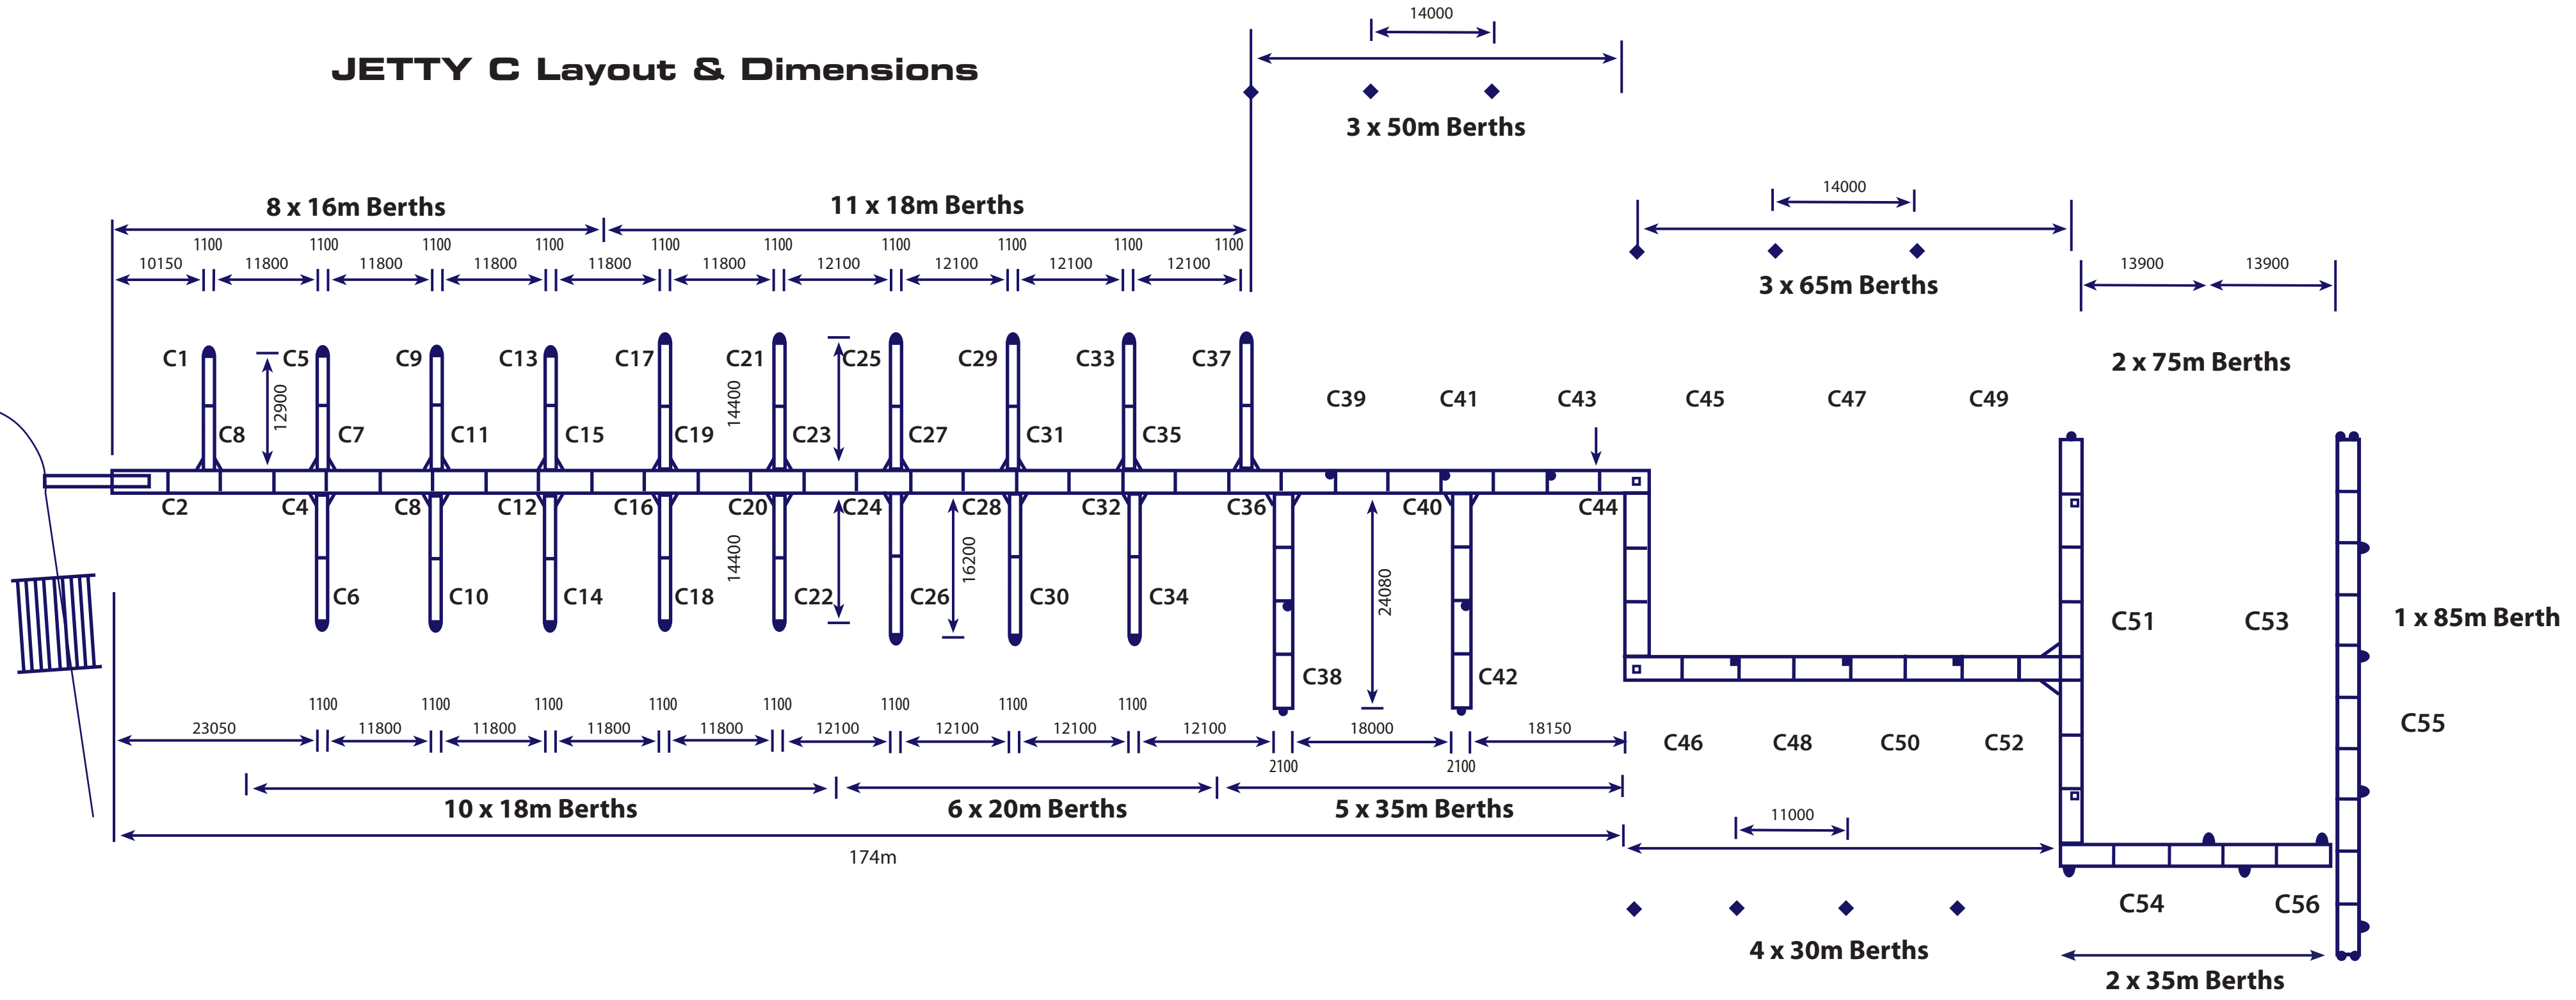 14000
JETTY C Layout & Dimensions
3 x 50m Berths
14000
8 x 16m Berths
11 x 18m Berths
1100 1100 1100 1100 1100 1100 1100 1100 1100 1100
10150 11800 11800 11800 11800 11800 12100 12100 12100 12100
3 x 65m Berths
13900 13900
2 x 75m Berths
C1 C5 C9 C13 C17 C21 C25 C29 C33 C37
12900
14400
C39 C41 C43 C45 C47 C49
C8 C7 C11 C15 C19 C23 C27 C31 C35
C2 C4 C8 C12 C16 C20 C24 C28 C32 C36 C40 C44
14400
16200
24080
C6 C10 C14 C18 C22 C26 C30 C34
C51 C53
1 x 85m Berth
C38 C42
1100 1100 1100 1100 1100 1100 1100 1100
23050 11800 11800 11800 11800 12100 12100 12100 12100 18000 18150
C55
C46 C48 C50 C52
2100 2100
10 x 18m Berths
6 x 20m Berths
5 x 35m Berths
11000
174m
C54 C56
4 x 30m Berths
2 x 35m Berths